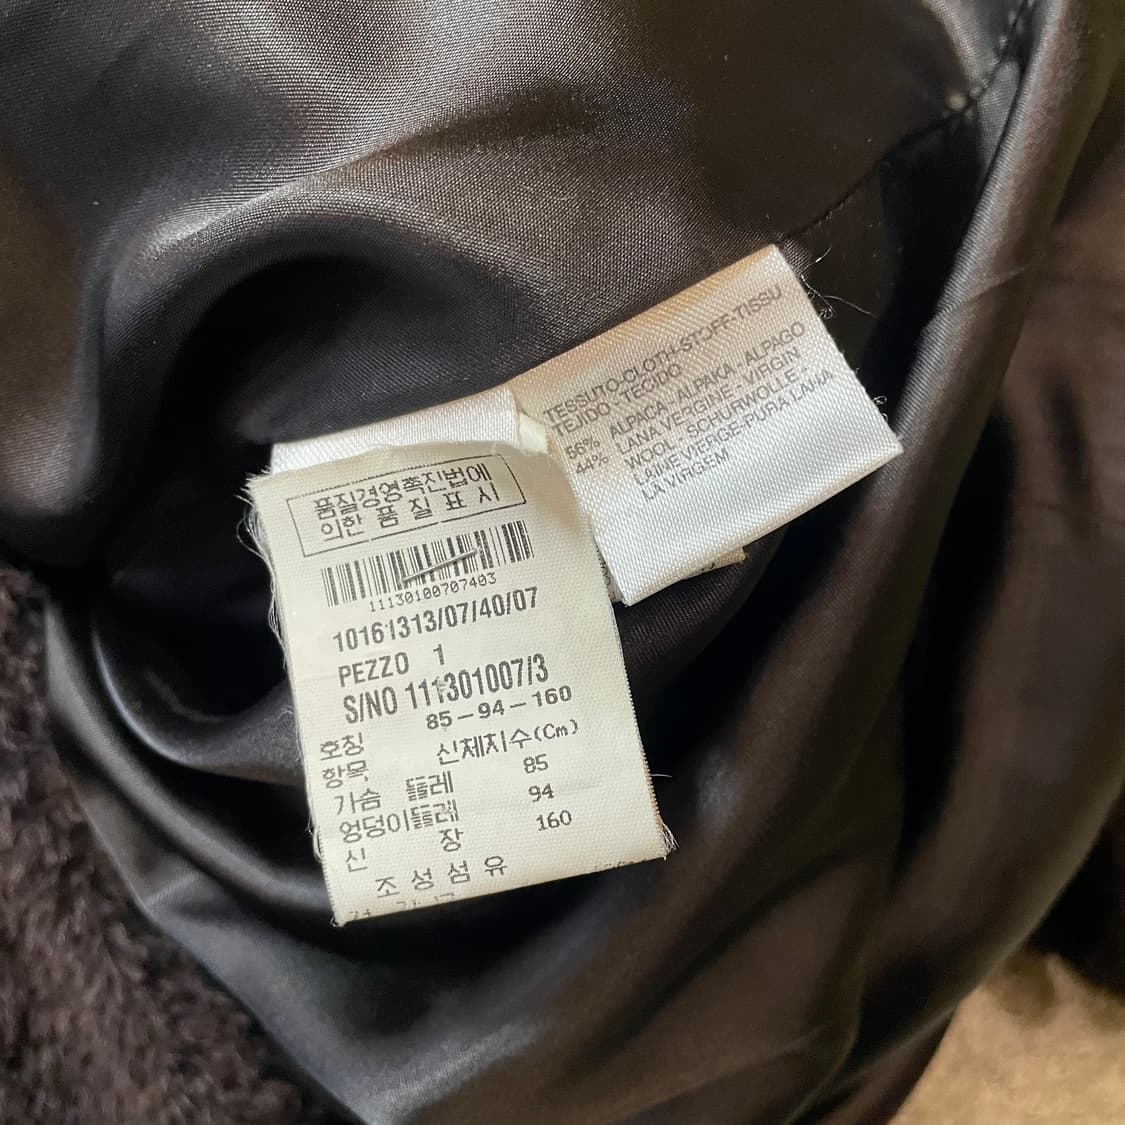 품질경영촉진법에
의한 품 질 표 시
11130100707403
10161313/07/40/07
PEZZO 1
S/NO 111301007/3
85-94-160
호칭
항목 신체치수(Cm)
가슴 둘레 85
엉덩이둘레 94
신 장 160
조 성 섬 유
TESSUTO-CLOTH-STOFF-TISSU
TEJIDO - TECIDO
56% ALPACA - ALPAKA - ALPAGO
44% LANA VERGINE - VIRGIN
WOOL - SCHURWOLLE -
LAINE VIERGE-PURA LANA
LA VIRGEM